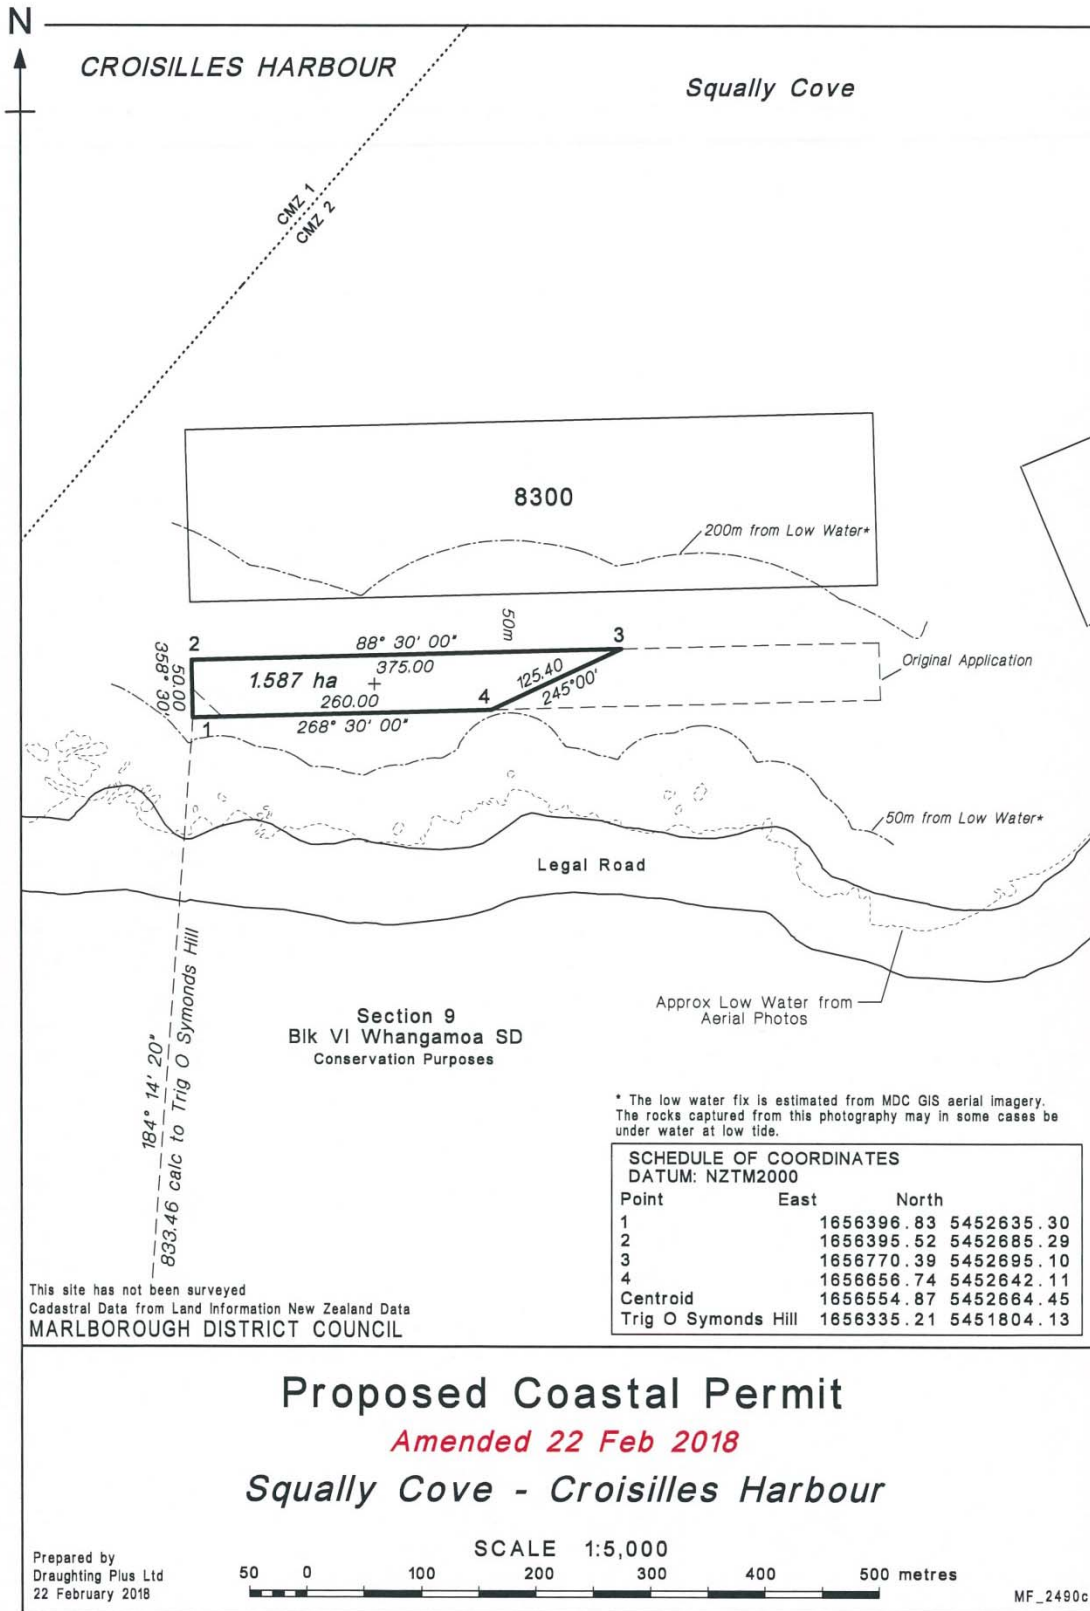 N
CROISILLES HARBOUR
Squally Cove
CMZ 1
CMZ 2
8300
200m from Low Water*
50m
2
88° 30' 00"
3
358° 30'
50.00
1.587 ha
375.00
125.40
245°00'
Original Application
260.00
4
1
268° 30' 00"
50m from Low Water*
Legal Road
184° 14' 20"
833.46 calc to Trig O Symonds Hill
Section 9
Blk VI Whangamoa SD
Conservation Purposes
Approx Low Water from
Aerial Photos
* The low water fix is estimated from MDC GIS aerial imagery.
The rocks captured from this photography may in some cases be
under water at low tide.
SCHEDULE OF COORDINATES
DATUM: NZTM2000
Point East North
1 1656396.83 5452635.30
2 1656395.52 5452685.29
3 1656770.39 5452695.10
4 1656656.74 5452642.11
Centroid 1656554.87 5452664.45
Trig O Symonds Hill 1656335.21 5451804.13
This site has not been surveyed
Cadastral Data from Land Information New Zealand Data
MARLBOROUGH DISTRICT COUNCIL
Proposed Coastal Permit
Amended 22 Feb 2018
Squally Cove - Croisilles Harbour
SCALE 1:5,000
50 0 100 200 300 400 500 metres
Prepared by
Draughting Plus Ltd
22 February 2018
MF_2490c